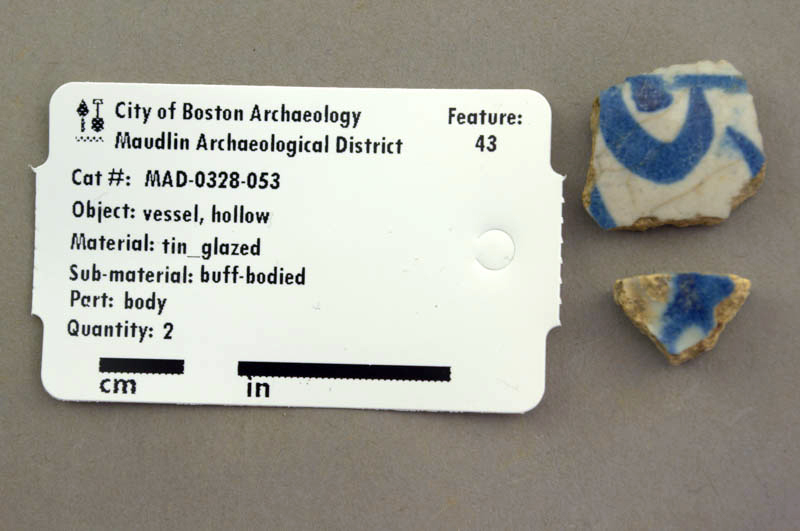 City of Boston Archaeology
Maudlin Archaeological District
Feature:
43
Cat #: MAD-0328-053
Object: vessel, hollow
Material: tin_glazed
Sub-material: buff-bodied
Part: body
Quantity: 2
cm
in